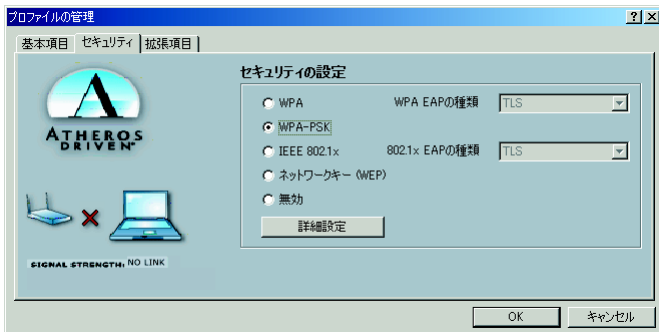 プロファイルの管理
基本項目 セキュリティ 拡張項目
セキュリティの設定
WPA WPA EAPの種類 TLS
WPA-PSK
IEEE 802.1x 802.1x EAPの種類 TLS
ネットワークキー (WEP)
無効
詳細設定
ATHEROS
DRIVEN
SIGNAL STRENGTH: NO LINK
OK キャンセル